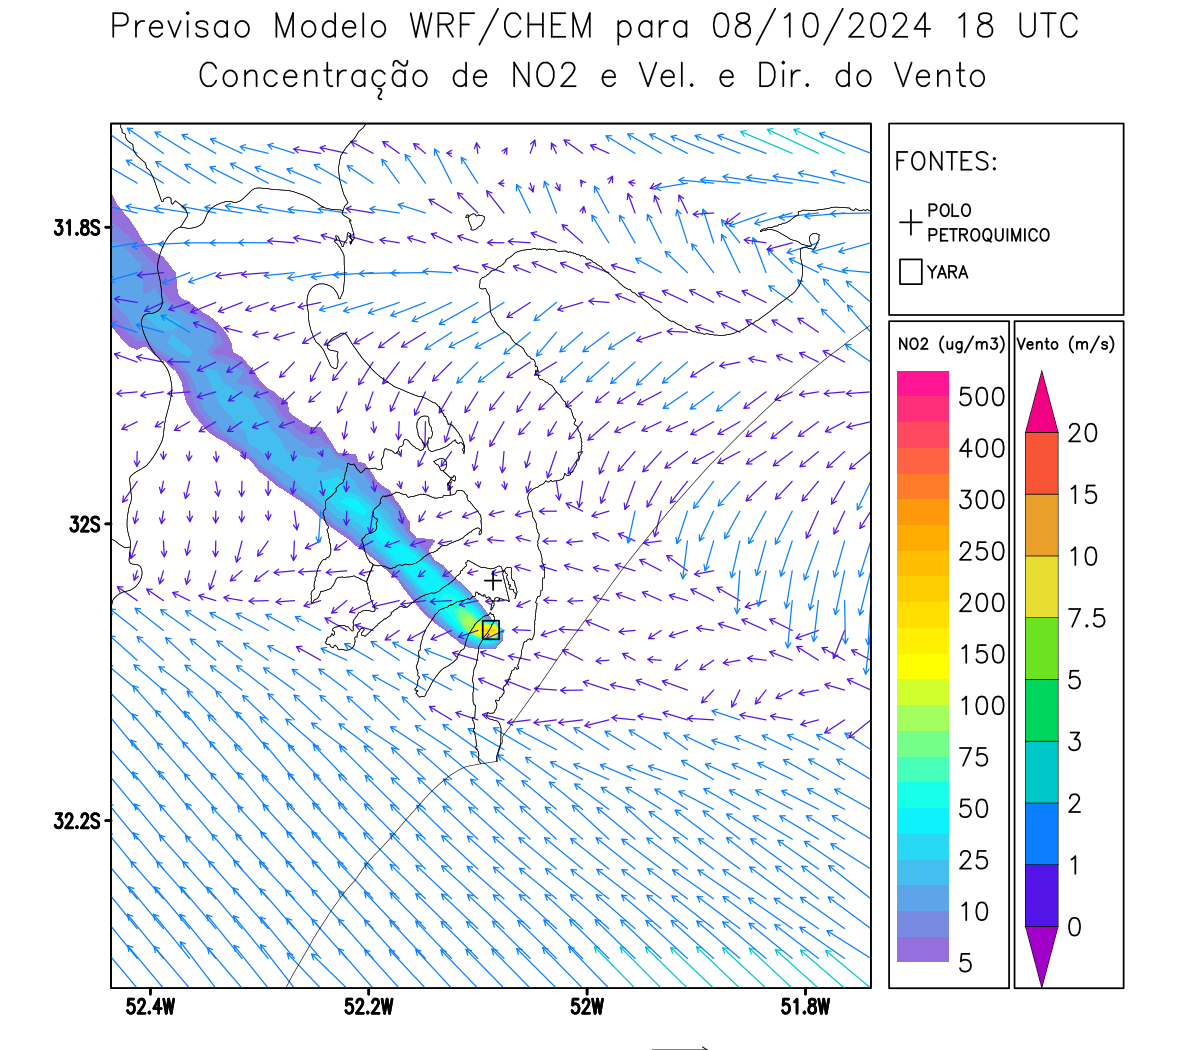 Previsao Modelo WRF/CHEM para 08/10/2024 18 UTC
Concentração de NO2 e Vel. e Dir. do Vento
FONTES:
POLO
PETROQUIMICO
YARA
31.8S
32S
32.2S
52.4W
52.2W
52W
51.8W
NO2 (ug/m3)
500
400
300
250
200
150
100
75
50
25
10
5
Vento (m/s)
20
15
10
7.5
5
3
2
1
0